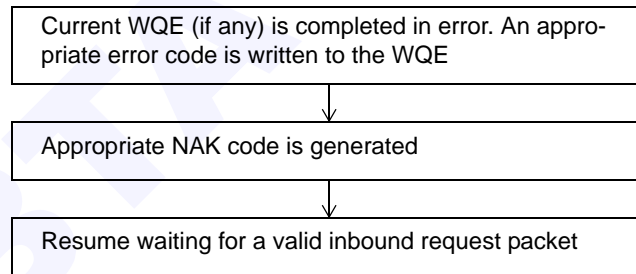 Current WQE (if any) is completed in error. An appro-
priate error code is written to the WQE
Appropriate NAK code is generated
Resume waiting for a valid inbound request packet